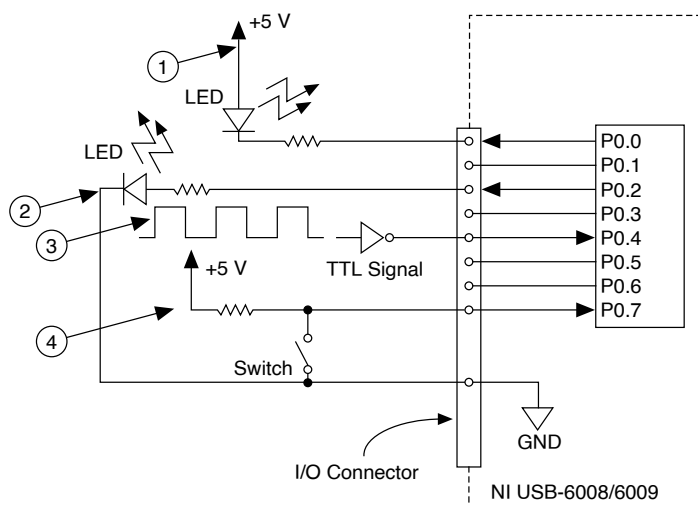 +5 V
1
LED
LED
2
3
TTL Signal
+5 V
4
Switch
P0.0
P0.1
P0.2
P0.3
P0.4
P0.5
P0.6
P0.7
GND
I/O Connector
NI USB-6008/6009